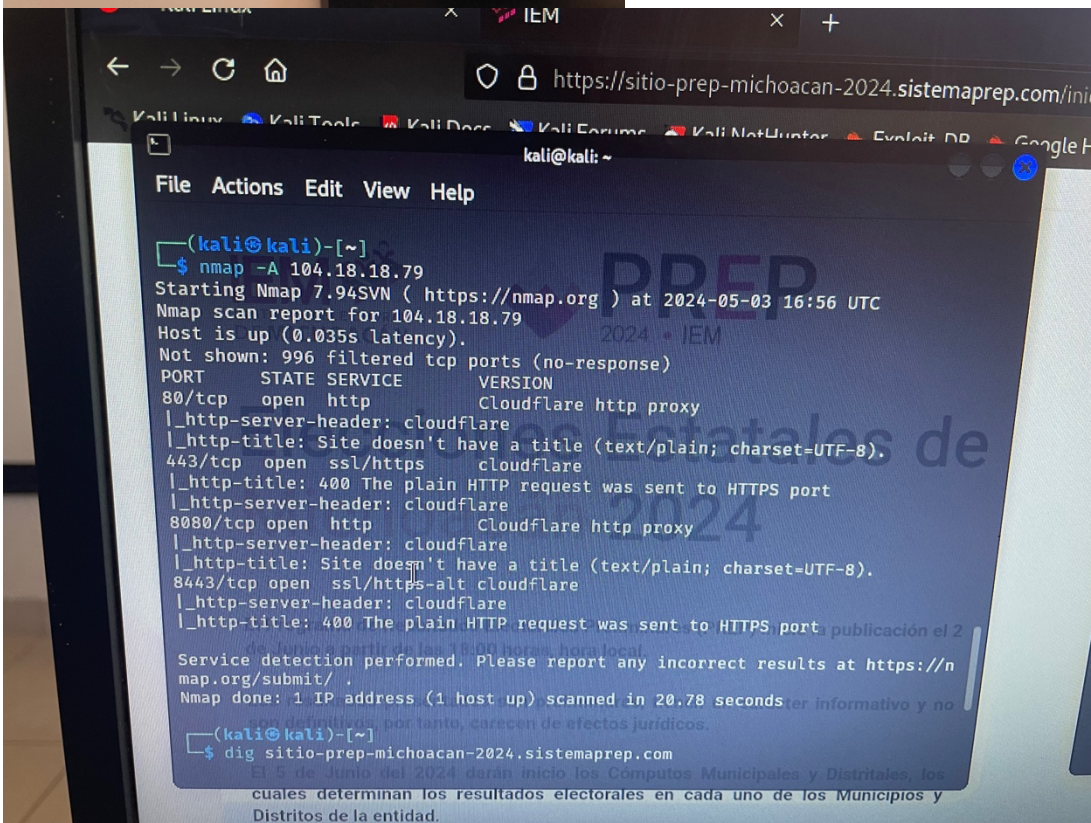 Kali Linux
IEM
https://sitio-prep-michoacan-2024.sistemaprep.com/ini
Kali Linux Kali Tools Kali Docs Kali Forums Kali NetHunter Exploit-DB Google H
kali@kali: ~
File Actions Edit View Help
┌──(kali㉿kali)-[~]
└─$ nmap -A 104.18.18.79
Starting Nmap 7.94SVN ( https://nmap.org ) at 2024-05-03 16:56 UTC
Nmap scan report for 104.18.18.79
Host is up (0.035s latency).
Not shown: 996 filtered tcp ports (no-response)
PORT STATE SERVICE VERSION
80/tcp open http Cloudflare http proxy
|_http-server-header: cloudflare
|_http-title: Site doesn't have a title (text/plain; charset=UTF-8).
443/tcp open ssl/https cloudflare
|_http-title: 400 The plain HTTP request was sent to HTTPS port
|_http-server-header: cloudflare
8080/tcp open http Cloudflare http proxy
|_http-server-header: cloudflare
|_http-title: Site doesn't have a title (text/plain; charset=UTF-8).
8443/tcp open ssl/https-alt cloudflare
|_http-server-header: cloudflare
|_http-title: 400 The plain HTTP request was sent to HTTPS port
Service detection performed. Please report any incorrect results at https://n
map.org/submit/ .
Nmap done: 1 IP address (1 host up) scanned in 20.78 seconds
┌──(kali㉿kali)-[~]
└─$ dig sitio-prep-michoacan-2024.sistemaprep.com
IEM
PREP
2024 • IEM
Elecciones Estatales de
2024
a publicación el 2
de Junio a partir de las 18:00 horas, hora local.
ter informativo y no
son definitivos, por tanto, carecen de efectos jurídicos.
El 5 de Junio del 2024 darán inicio los Cómputos Municipales y Distritales, los
cuales determinan los resultados electorales en cada uno de los Municipios y
Distritos de la entidad.